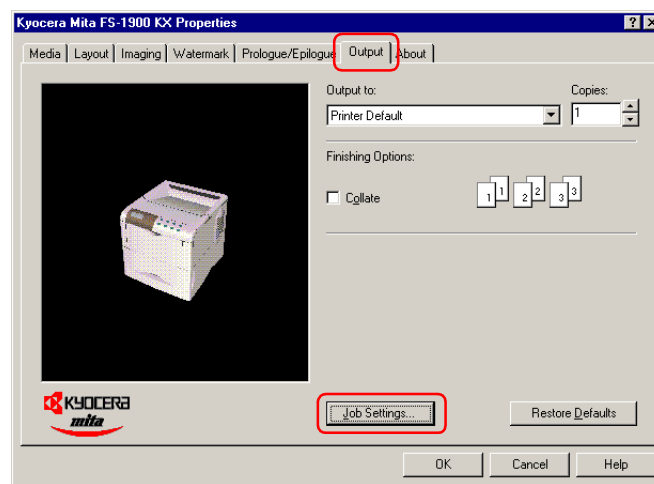 Kyocera Mita FS-1900 KX Properties
Media Layout Imaging Watermark Prologue/Epilogue Output About
Output to: Copies:
Printer Default 1
Finishing Options:
Collate 1 1 2 2 3 3
KYOCERA
mita
Job Settings... Restore Defaults
OK Cancel Help